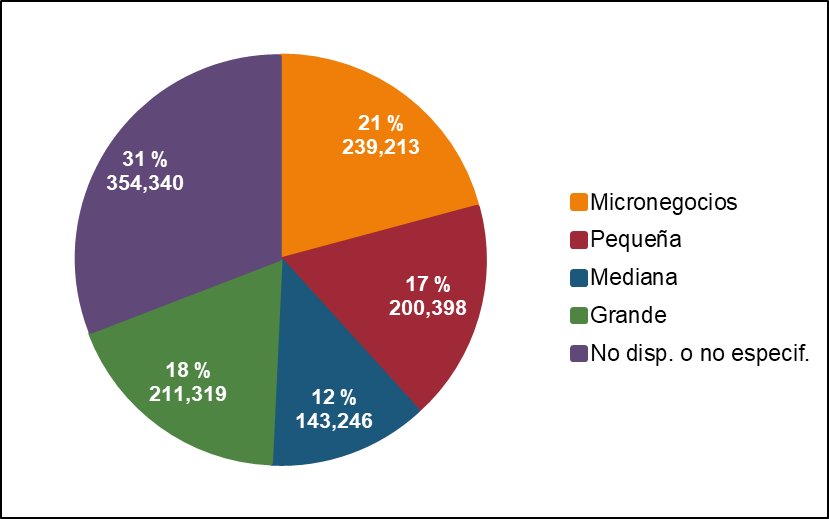 21 %
239,213
31 %
354,340
17 %
200,398
18 %
211,319
12 %
143,246
Micronegocios
Pequeña
Mediana
Grande
No disp. o no especif.